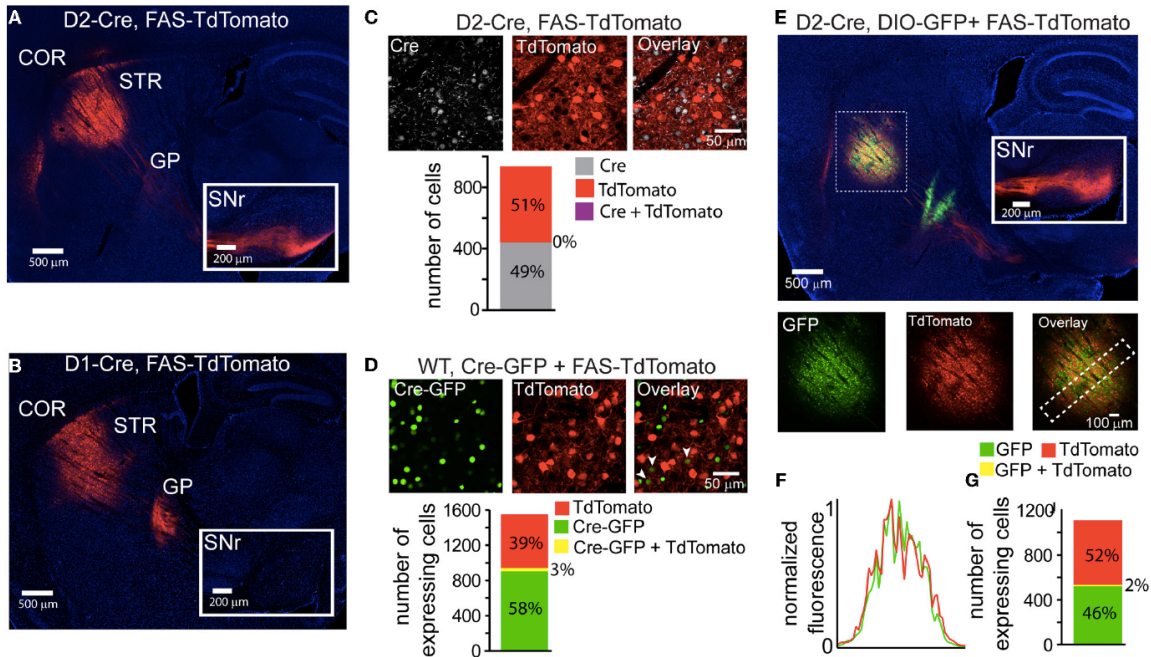 A
D2-Cre, FAS-TdTomato
COR
STR
GP
SNr
200 μm
500 μm
B
D1-Cre, FAS-TdTomato
COR
STR
GP
SNr
200 μm
500 μm
C
D2-Cre, FAS-TdTomato
Cre
TdTomato
Overlay
50 μm
number of cells
800
400
0
51%
0%
49%
Cre
TdTomato
Cre + TdTomato
D
WT, Cre-GFP + FAS-TdTomato
Cre-GFP
TdTomato
Overlay
50 μm
number of
expressing cells
1600
1200
800
400
0
39%
3%
58%
TdTomato
Cre-GFP
Cre-GFP + TdTomato
E
D2-Cre, DIO-GFP+ FAS-TdTomato
SNr
200 μm
500 μm
GFP
TdTomato
Overlay
100 μm
GFP
TdTomato
GFP + TdTomato
F
normalized
fluorescence
1
0
G
number of
expressing cells
1200
800
400
0
52%
2%
46%